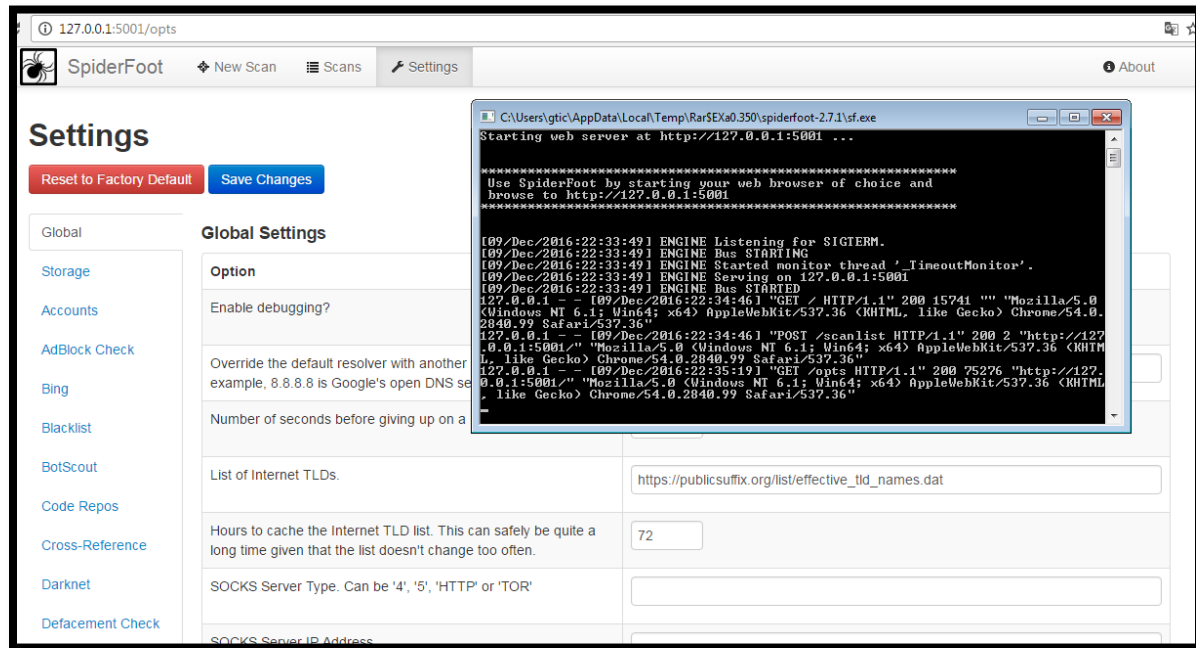 127.0.0.1:5001/opts
SpiderFoot New Scan Scans Settings About
Settings
Reset to Factory Default Save Changes
Global
Storage
Accounts
AdBlock Check
Bing
Blacklist
BotScout
Code Repos
Cross-Reference
Darknet
Defacement Check
Global Settings
Option
Enable debugging?
Override the default resolver with another
example, 8.8.8.8 is Google's open DNS se
Number of seconds before giving up on a
List of Internet TLDs.
https://publicsuffix.org/list/effective_tld_names.dat
Hours to cache the Internet TLD list. This can safely be quite a
long time given that the list doesn't change too often.
72
SOCKS Server Type. Can be '4', '5', 'HTTP' or 'TOR'
SOCKS Server IP Address
C:\Users\gtic\AppData\Local\Temp\Rar$EXa0.350\spiderfoot-2.7.1\sf.exe
Starting web server at http://127.0.0.1:5001 ...
**************************************************************
Use SpiderFoot by starting your web browser of choice and
browse to http://127.0.0.1:5001
**************************************************************
[09/Dec/2016:22:33:49] ENGINE Listening for SIGTERM.
[09/Dec/2016:22:33:49] ENGINE Bus STARTING
[09/Dec/2016:22:33:49] ENGINE Started monitor thread '_TimeoutMonitor'.
[09/Dec/2016:22:33:49] ENGINE Serving on 127.0.0.1:5001
[09/Dec/2016:22:33:49] ENGINE Bus STARTED
127.0.0.1 - - [09/Dec/2016:22:34:46] "GET / HTTP/1.1" 200 15741 "" "Mozilla/5.0
(Windows NT 6.1; Win64; x64) AppleWebKit/537.36 (KHTML, like Gecko) Chrome/54.0.
2840.99 Safari/537.36"
127.0.0.1 - - [09/Dec/2016:22:34:46] "POST /scanlist HTTP/1.1" 200 2 "http://127
.0.0.1:5001/" "Mozilla/5.0 (Windows NT 6.1; Win64; x64) AppleWebKit/537.36 (KHTM
L, like Gecko) Chrome/54.0.2840.99 Safari/537.36"
127.0.0.1 - - [09/Dec/2016:22:35:19] "GET /opts HTTP/1.1" 200 75276 "http://127.
0.0.1:5001/" "Mozilla/5.0 (Windows NT 6.1; Win64; x64) AppleWebKit/537.36 (KHTML
, like Gecko) Chrome/54.0.2840.99 Safari/537.36"